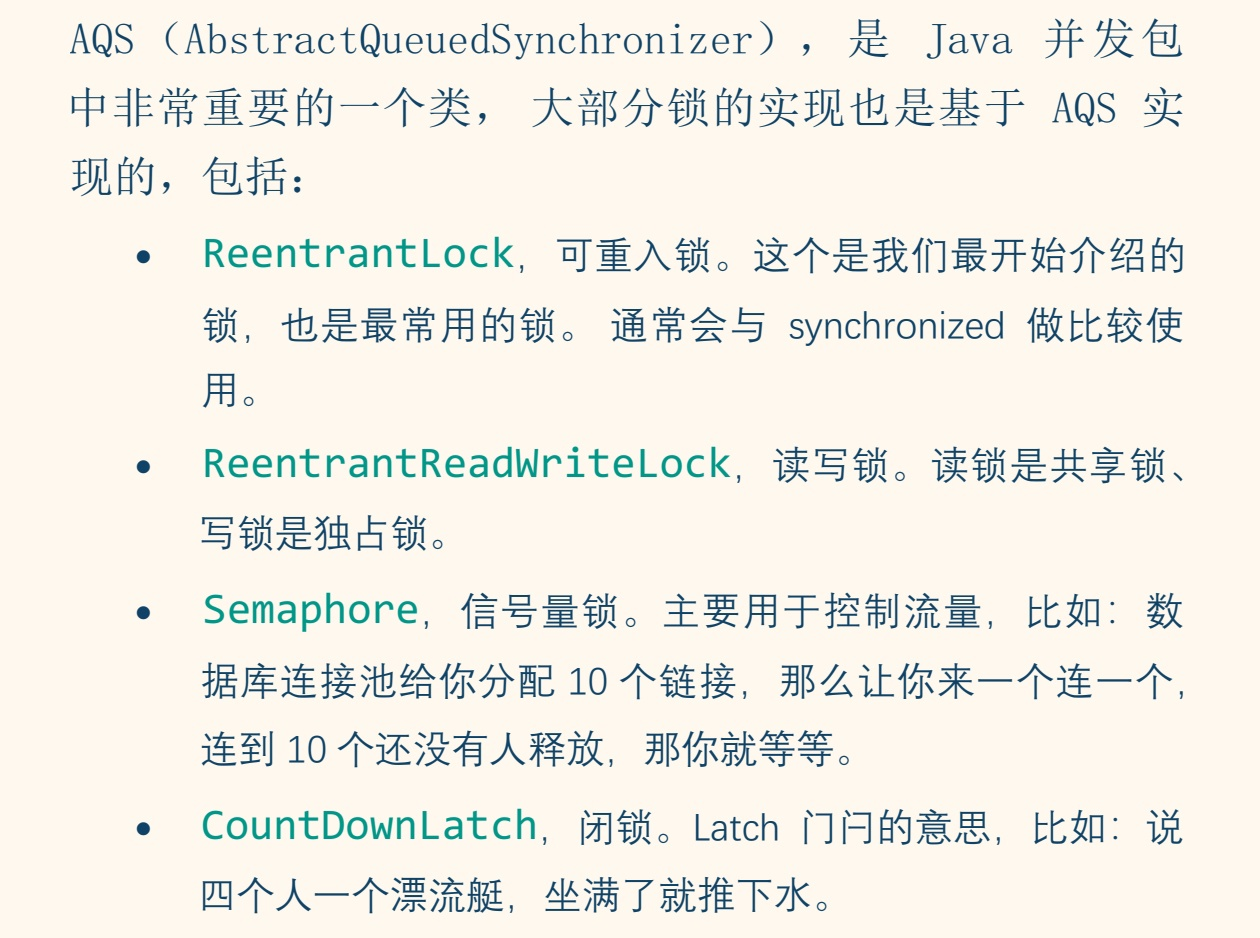 AQS（AbstractQueuedSynchronizer），是 Java 并发包
中非常重要的一个类， 大部分锁的实现也是基于 AQS 实
现的，包括：
• ReentrantLock，可重入锁。这个是我们最开始介绍的
锁，也是最常用的锁。 通常会与 synchronized 做比较使
用。
• ReentrantReadWriteLock，读写锁。读锁是共享锁、
写锁是独占锁。
• Semaphore，信号量锁。主要用于控制流量，比如：数
据库连接池给你分配 10 个链接，那么让你来一个连一个，
连到 10 个还没有人释放，那你就等等。
• CountDownLatch，闭锁。Latch 门闩的意思，比如：说
四个人一个漂流艇，坐满了就推下水。